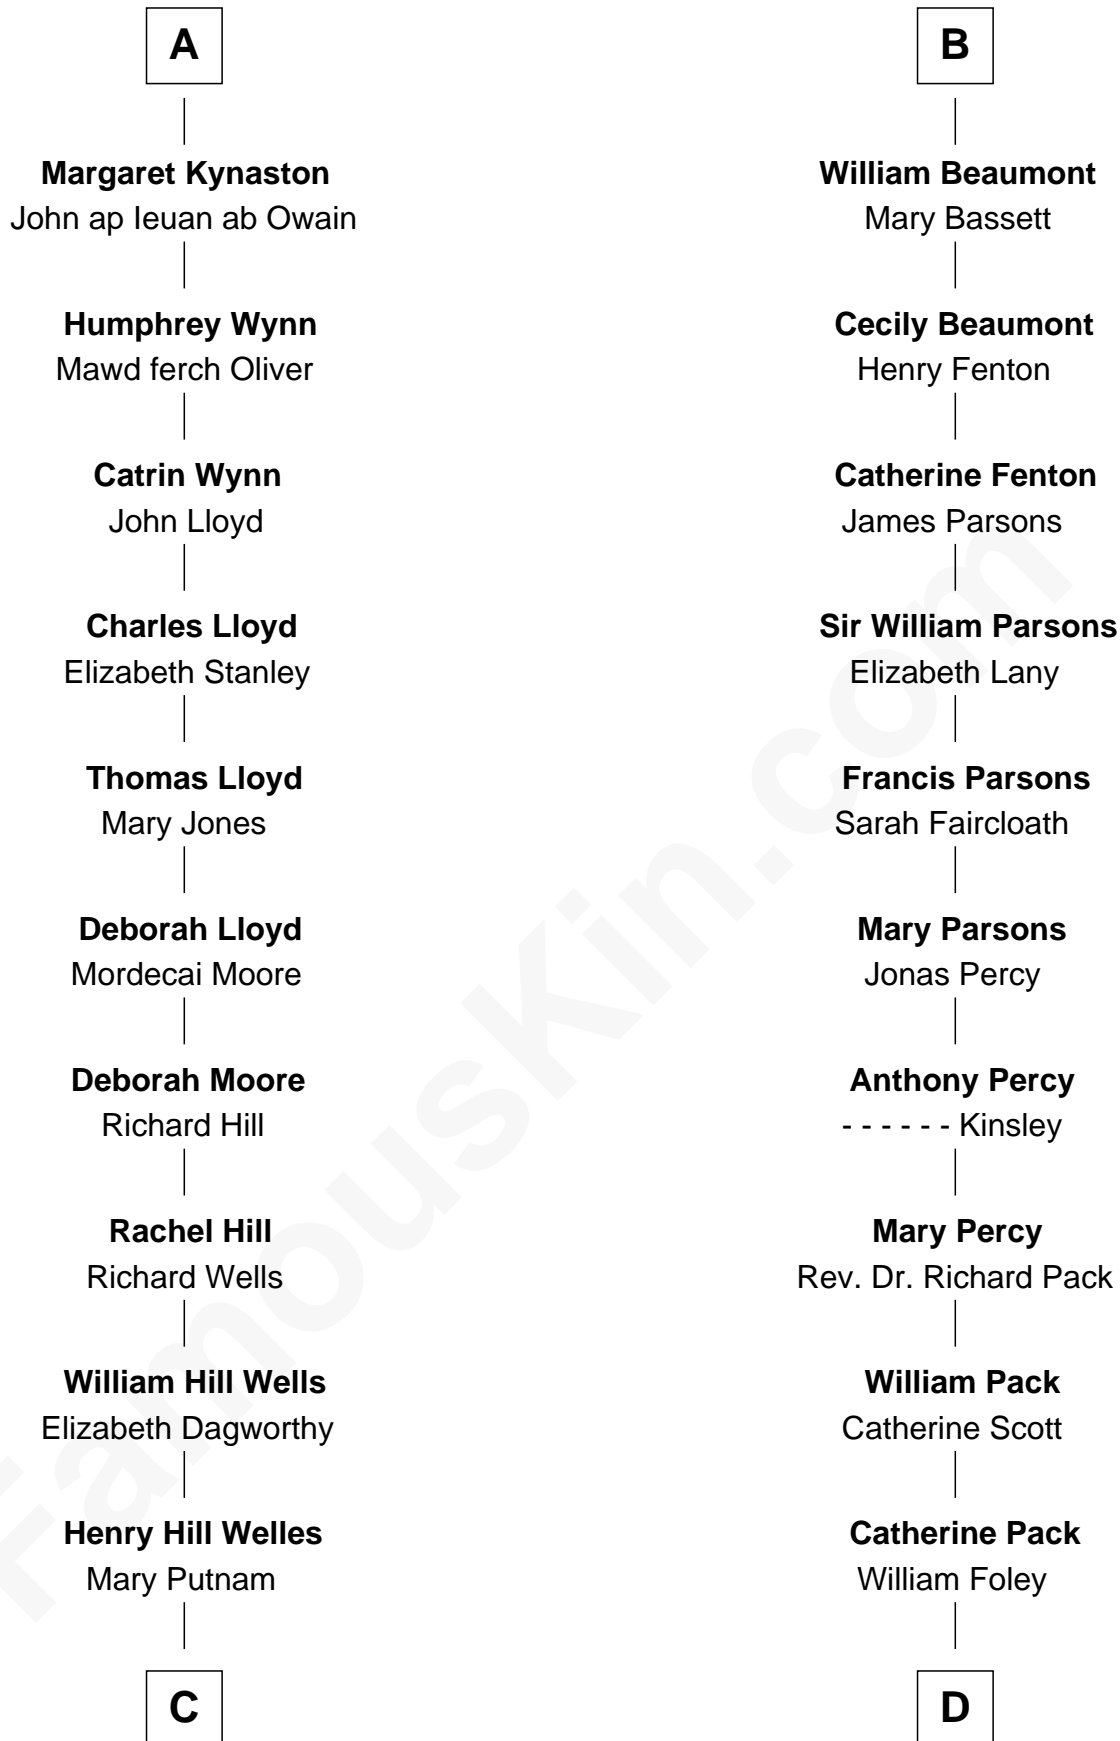 A
Margaret Kynaston
John ap Ieuan ab Owain
Humphrey Wynn
Mawd ferch Oliver
Catrin Wynn
John Lloyd
Charles Lloyd
Elizabeth Stanley
Thomas Lloyd
Mary Jones
Deborah Lloyd
Mordecai Moore
Deborah Moore
Richard Hill
Rachel Hill
Richard Wells
William Hill Wells
Elizabeth Dagworthy
Henry Hill Welles
Mary Putnam
C
B
William Beaumont
Mary Bassett
Cecily Beaumont
Henry Fenton
Catherine Fenton
James Parsons
Sir William Parsons
Elizabeth Lany
Francis Parsons
Sarah Faircloath
Mary Parsons
Jonas Percy
Anthony Percy
- - - - - - Kinsley
Mary Percy
Rev. Dr. Richard Pack
William Pack
Catherine Scott
Catherine Pack
William Foley
D
FamousKin.com